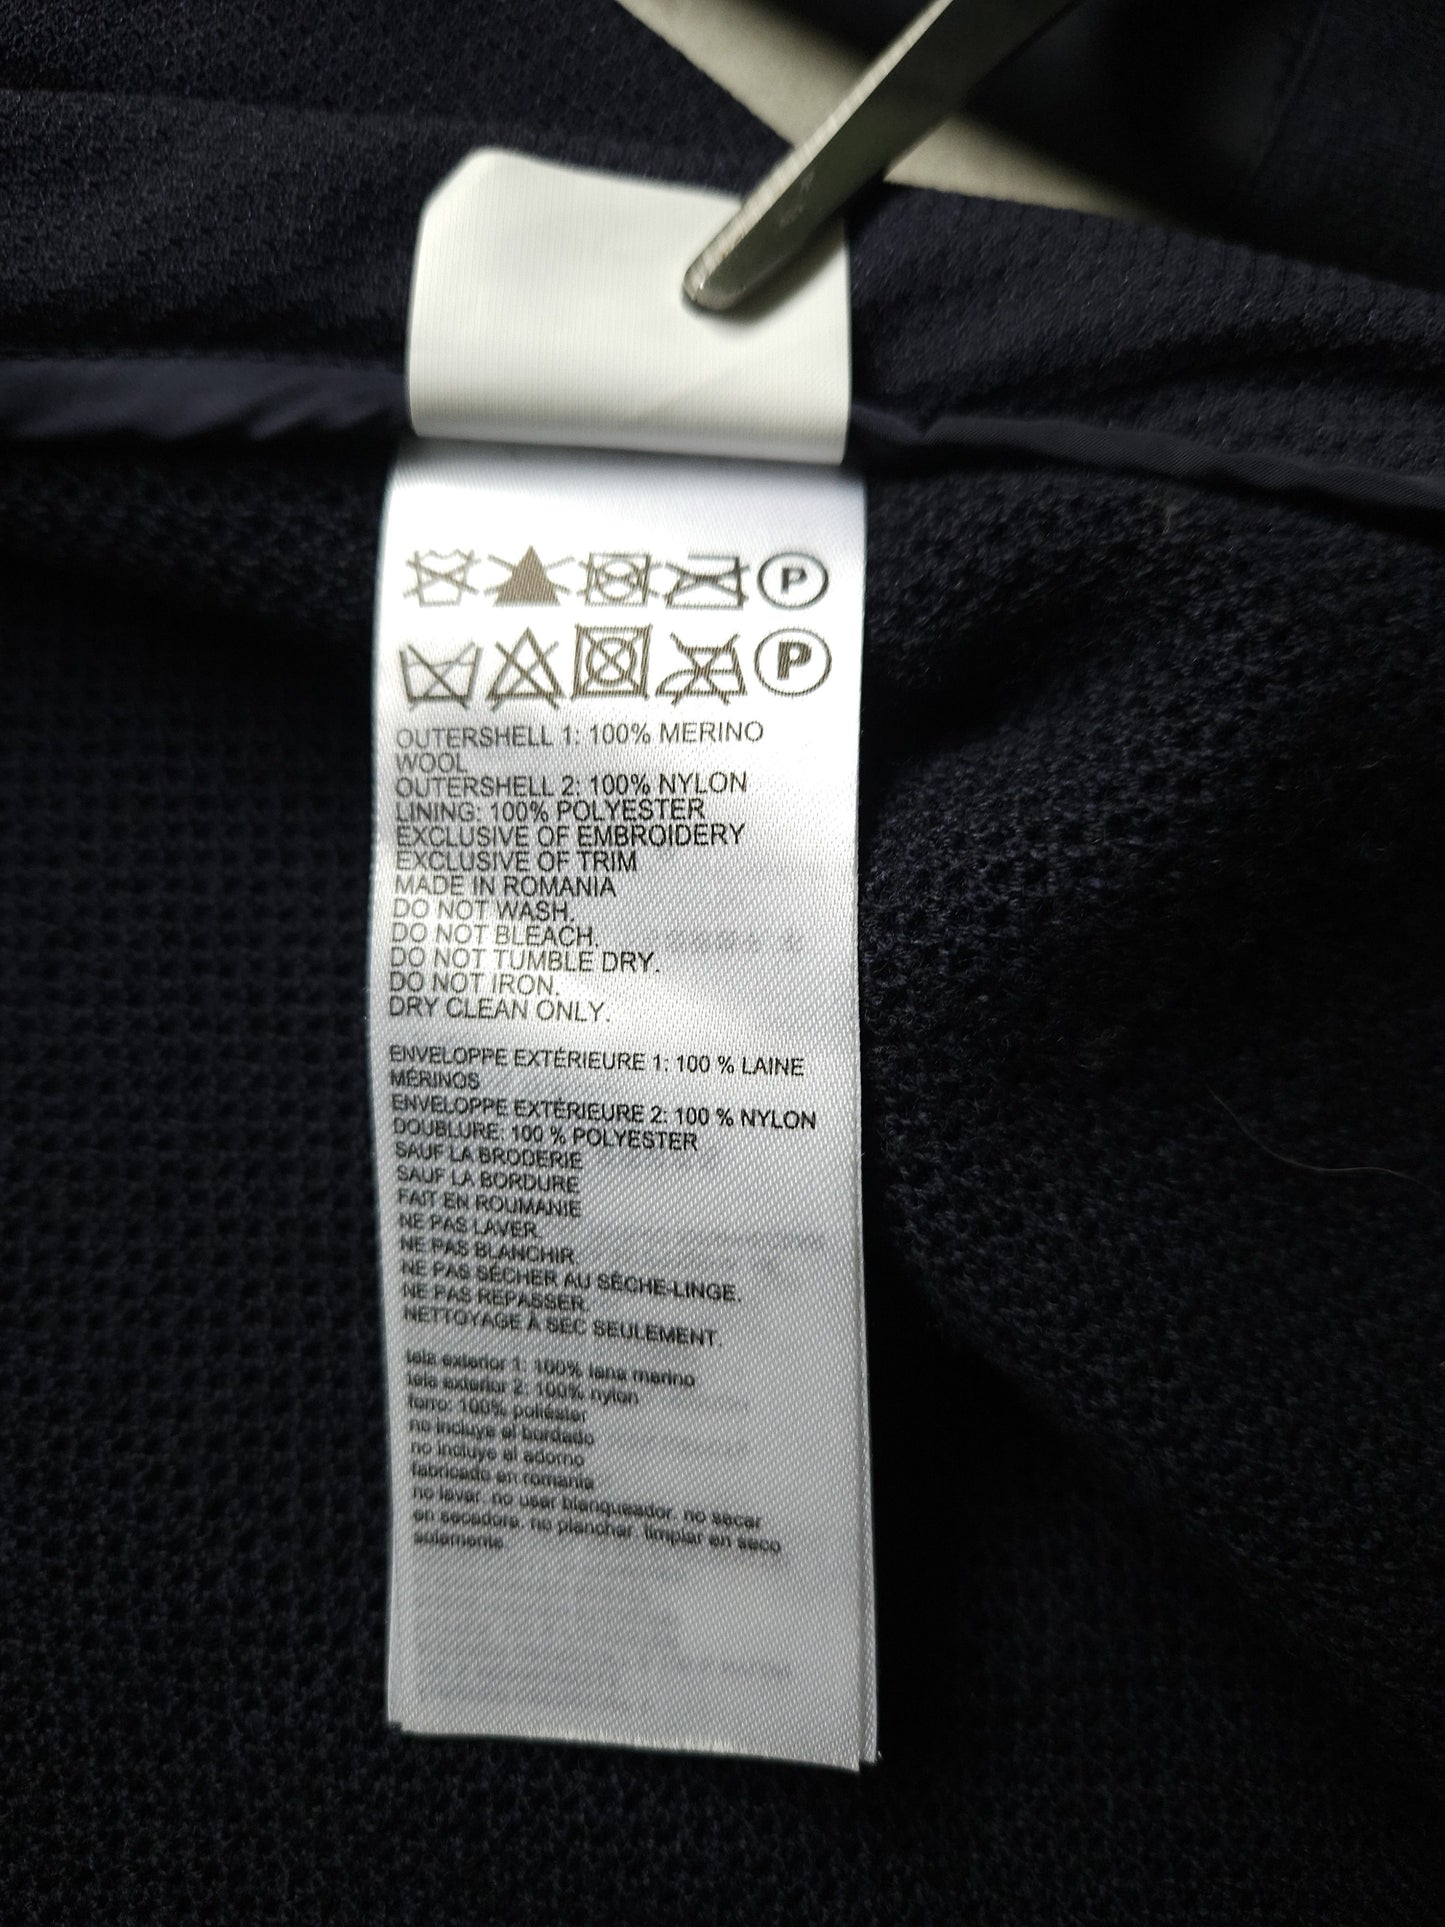 P
P
OUTERSHELL 1: 100% MERINO
WOOL
OUTERSHELL 2: 100% NYLON
LINING: 100% POLYESTER
EXCLUSIVE OF EMBROIDERY
EXCLUSIVE OF TRIM
MADE IN ROMANIA
DO NOT WASH.
DO NOT BLEACH.
DO NOT TUMBLE DRY.
DO NOT IRON.
DRY CLEAN ONLY.
ENVELOPPE EXTÉRIEURE 1: 100 % LAINE
MÉRINOS
ENVELOPPE EXTÉRIEURE 2: 100 % NYLON
DOUBLURE: 100 % POLYESTER
SAUF LA BRODERIE
SAUF LA BORDURE
FAIT EN ROUMANIE
NE PAS LAVER.
NE PAS BLANCHIR.
NE PAS SÉCHER AU SÈCHE-LINGE.
NE PAS REPASSER.
NETTOYAGE À SEC SEULEMENT.
tela exterior 1: 100% lana merino
tela exterior 2: 100% nylon
forro: 100% poliéster
no incluye el bordado
no incluye el adorno
fabricado en romania
no lavar. no usar blanqueador. no secar
en secadora. no planchar. limpiar en seco
solamente.